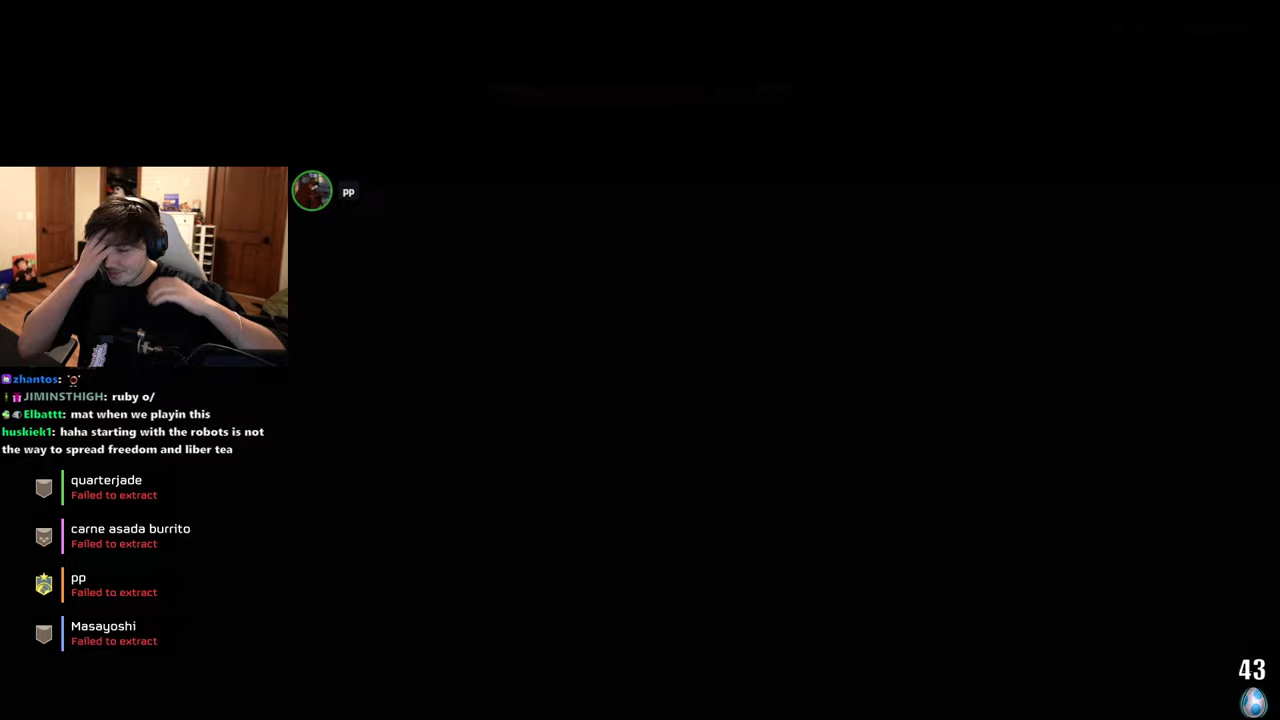 pp
zhantos:
JIMINSTHIGH: ruby o/
Elbattt: mat when we playin this
huskiek1: haha starting with the robots is not
the way to spread freedom and liber tea
quarterjade
Failed to extract
carne asada burrito
Failed to extract
pp
Failed to extract
Masayoshi
Failed to extract
43